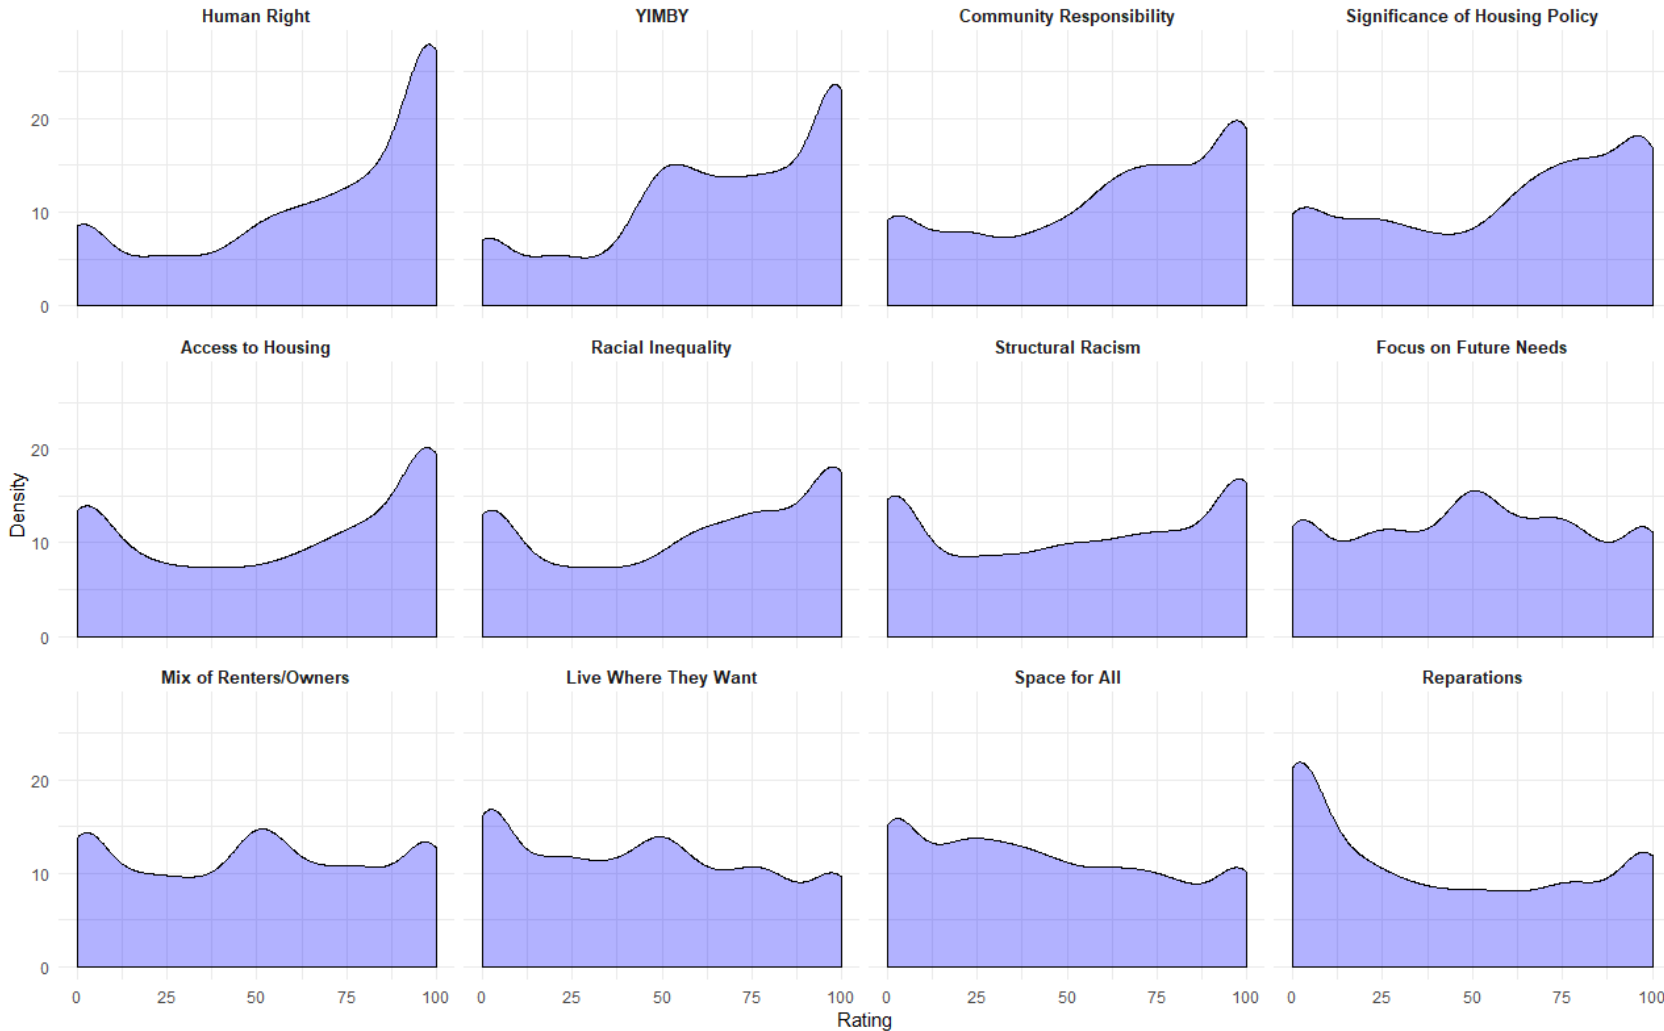 Human Right
YIMBY
Community Responsibility
Significance of Housing Policy
20
10
0
Access to Housing
Racial Inequality
Structural Racism
Focus on Future Needs
Density
20
10
0
Mix of Renters/Owners
Live Where They Want
Space for All
Reparations
20
10
0
0 25 50 75 100
0 25 50 75 100
0 25 50 75 100
0 25 50 75 100
Rating